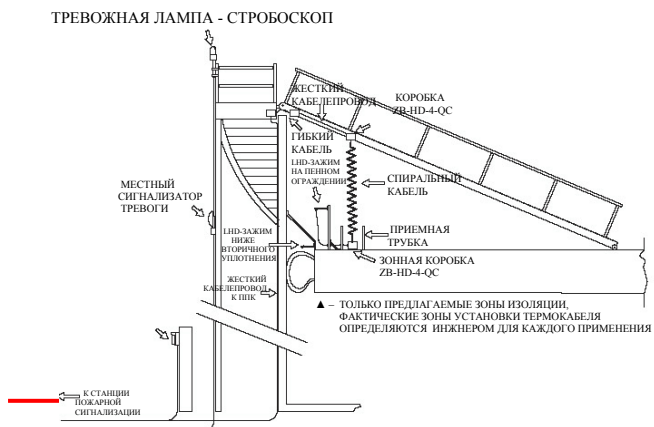 ТРЕВОЖНАЯ ЛАМПА - СТРОБОСКОП
ЖЕСТКИЙ
КАБЕЛЕПРОВОД
КОРОБКА
ZB-HD-4-QC
ГИБКИЙ
КАБЕЛЬ
LHD-ЗАЖИМ
НА ПЕННОМ
ОГРАЖДЕНИИ
СПИРАЛЬНЫЙ
КАБЕЛЬ
МЕСТНЫЙ
СИГНАЛИЗАТОР
ТРЕВОГИ
LHD-ЗАЖИМ
НИЖЕ
ВТОРИЧНОГО
УПЛОТНЕНИЯ
ПРИЕМНАЯ
ТРУБКА
ЗОННАЯ КОРОБКА
ZB-HD-4-QC
ЖЕСТКИЙ
КАБЕЛЕПРОВОД
К ППК
▲ – ТОЛЬКО ПРЕДЛАГАЕМЫЕ ЗОНЫ ИЗОЛЯЦИИ,
ФАКТИЧЕСКИЕ ЗОНЫ УСТАНОВКИ ТЕРМОКАБЕЛЯ
ОПРЕДЕЛЯЮТСЯ ИНЖНЕРОМ ДЛЯ КАЖДОГО ПРИМЕНЕНИЯ
К СТАНЦИИ
ПОЖАРНОЙ
СИГНАЛИЗАЦИИ